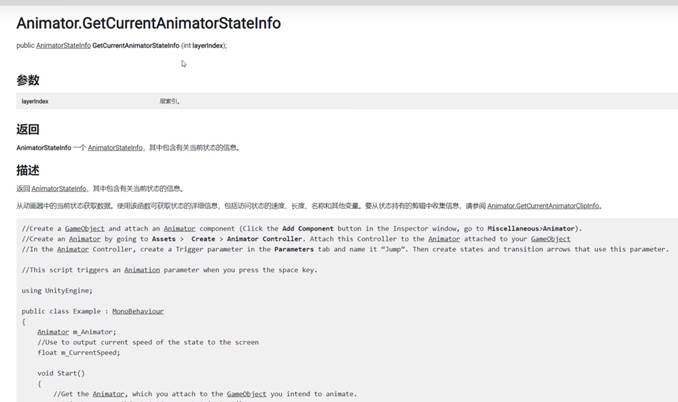 Animator.GetCurrentAnimatorStateInfo
public AnimatorStateInfo GetCurrentAnimatorStateInfo (int layerIndex);
参数
layerIndex 层索引。
返回
AnimatorStateInfo 一个 AnimatorStateInfo，其中包含有关当前状态的信息。
描述
返回 AnimatorStateInfo，其中包含有关当前状态的信息。
从动画器中的当前状态获取数据。使用该函数可获取状态的详细信息，包括访问状态的速度、长度、名称和其他变量。要从状态持有的剪辑中收集信息，请参阅 Animator.GetCurrentAnimatorClipInfo。
//Create a GameObject and attach an Animator component (Click the Add Component button in the Inspector window, go to Miscellaneous>Animator).
//Create an Animator by going to Assets > Create > Animator Controller. Attach this Controller to the Animator attached to your GameObject
//In the Animator Controller, create a Trigger parameter in the Parameters tab and name it “Jump”. Then create states and transition arrows that use this parameter.
//This script triggers an Animation parameter when you press the space key.
using UnityEngine;
public class Example : MonoBehaviour
{
Animator m_Animator;
//Use to output current speed of the state to the screen
float m_CurrentSpeed;
void Start()
{
//Get the Animator, which you attach to the GameObject you intend to animate.